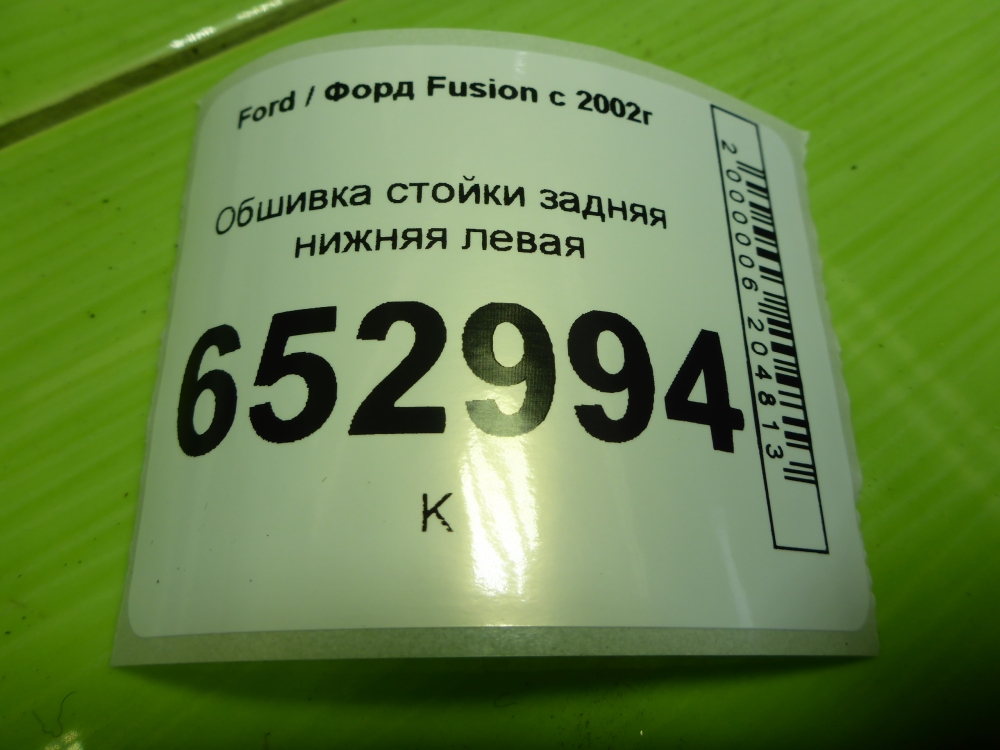 Ford / Форд Fusion с 2002г
Обшивка стойки задняя
нижняя левая
652994
К
2000006204813